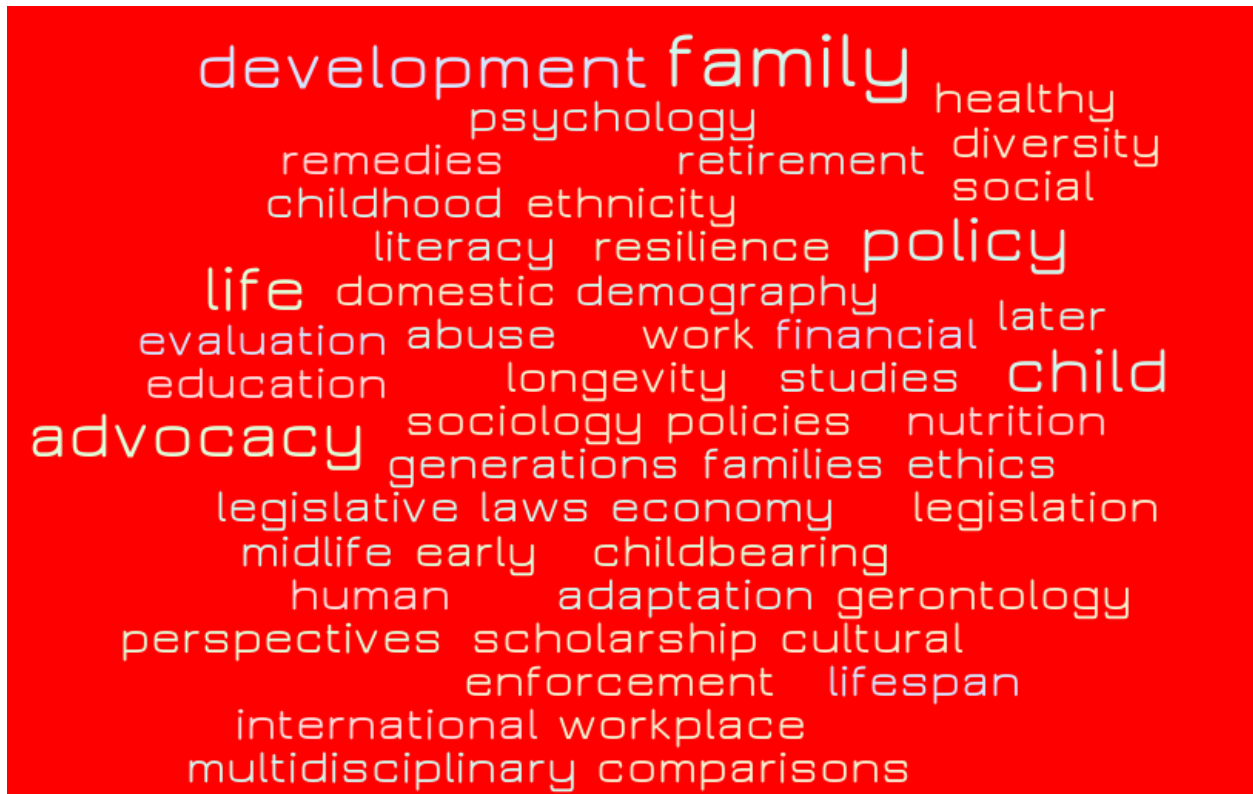 development family
healthy
psychology
diversity
remedies retirement
social
childhood ethnicity
literacy resilience policy
life domestic demography
later
evaluation abuse work financial
education longevity studies child
advocacy sociology policies nutrition
generations families ethics
legislative laws economy legislation
midlife early childbearing
human adaptation gerontology
perspectives scholarship cultural
enforcement lifespan
international workplace
multidisciplinary comparisons